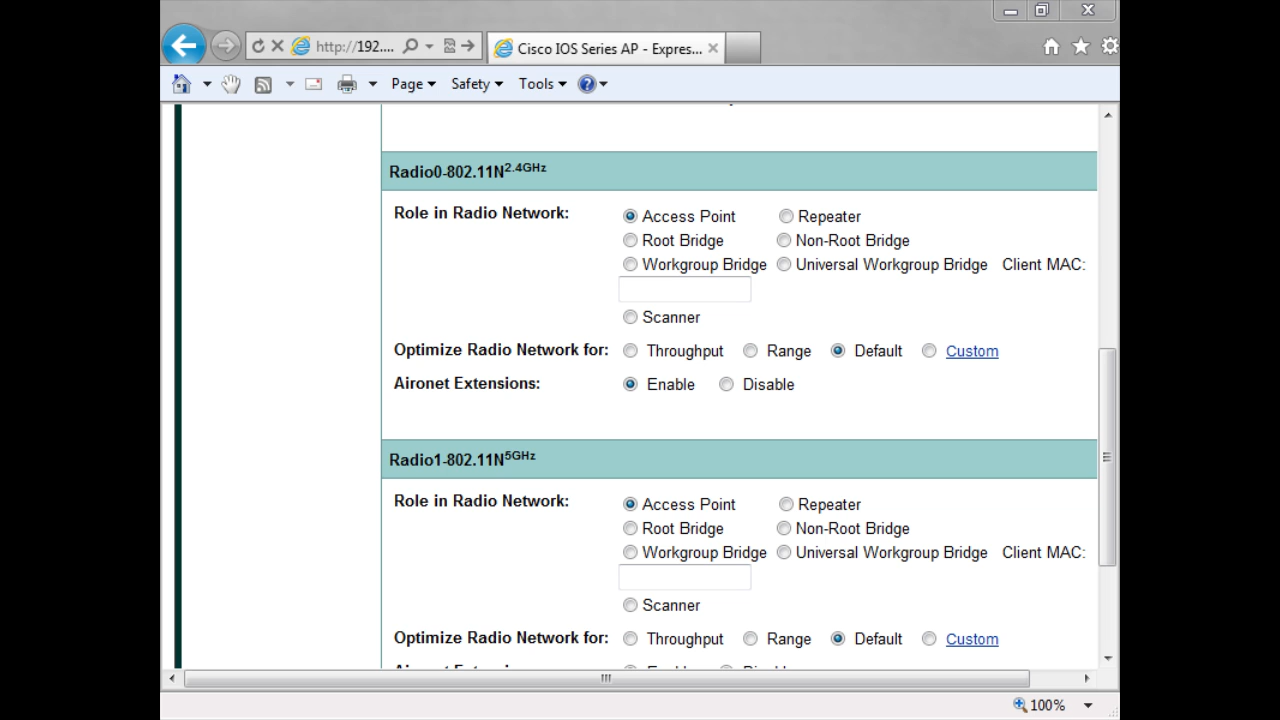 http://192....
Cisco IOS Series AP - Expres...
Page Safety Tools
Radio0-802.11N2.4GHz
Role in Radio Network: Access Point Repeater
Root Bridge Non-Root Bridge
Workgroup Bridge Universal Workgroup Bridge Client MAC:
Scanner
Optimize Radio Network for: Throughput Range Default Custom
Aironet Extensions: Enable Disable
Radio1-802.11N5GHz
Role in Radio Network: Access Point Repeater
Root Bridge Non-Root Bridge
Workgroup Bridge Universal Workgroup Bridge Client MAC:
Scanner
Optimize Radio Network for: Throughput Range Default Custom
100%